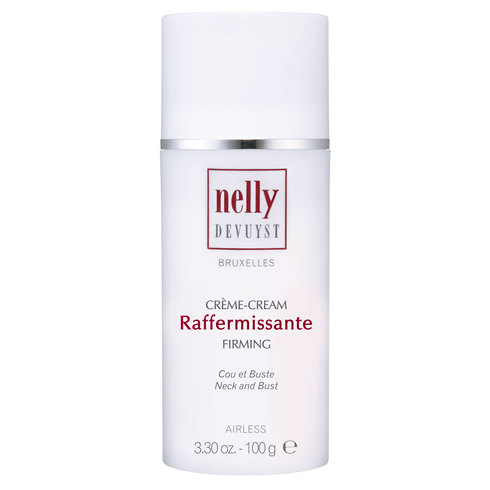 nelly
DEVUYST
BRUXELLES
CRÈME-CREAM
Raffermissante
FIRMING
Cou et Buste
Neck and Bust
AIRLESS
3.30 oz. - 100 g ℮